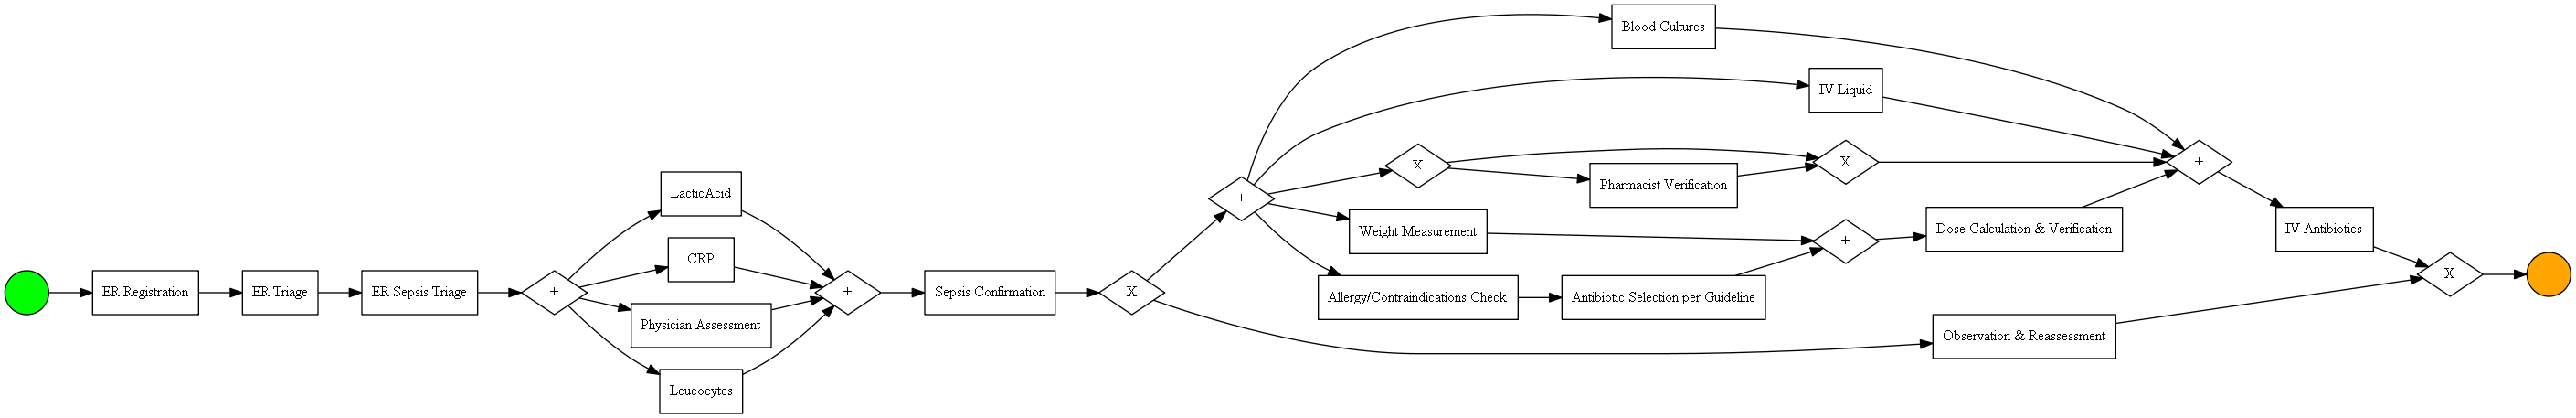 ER Registration
ER Triage
ER Sepsis Triage
+
LacticAcid
CRP
Physician Assessment
Leucocytes
+
Sepsis Confirmation
X
+
Blood Cultures
IV Liquid
X
Pharmacist Verification
X
Weight Measurement
Allergy/Contraindications Check
Antibiotic Selection per Guideline
+
Dose Calculation & Verification
+
IV Antibiotics
Observation & Reassessment
X